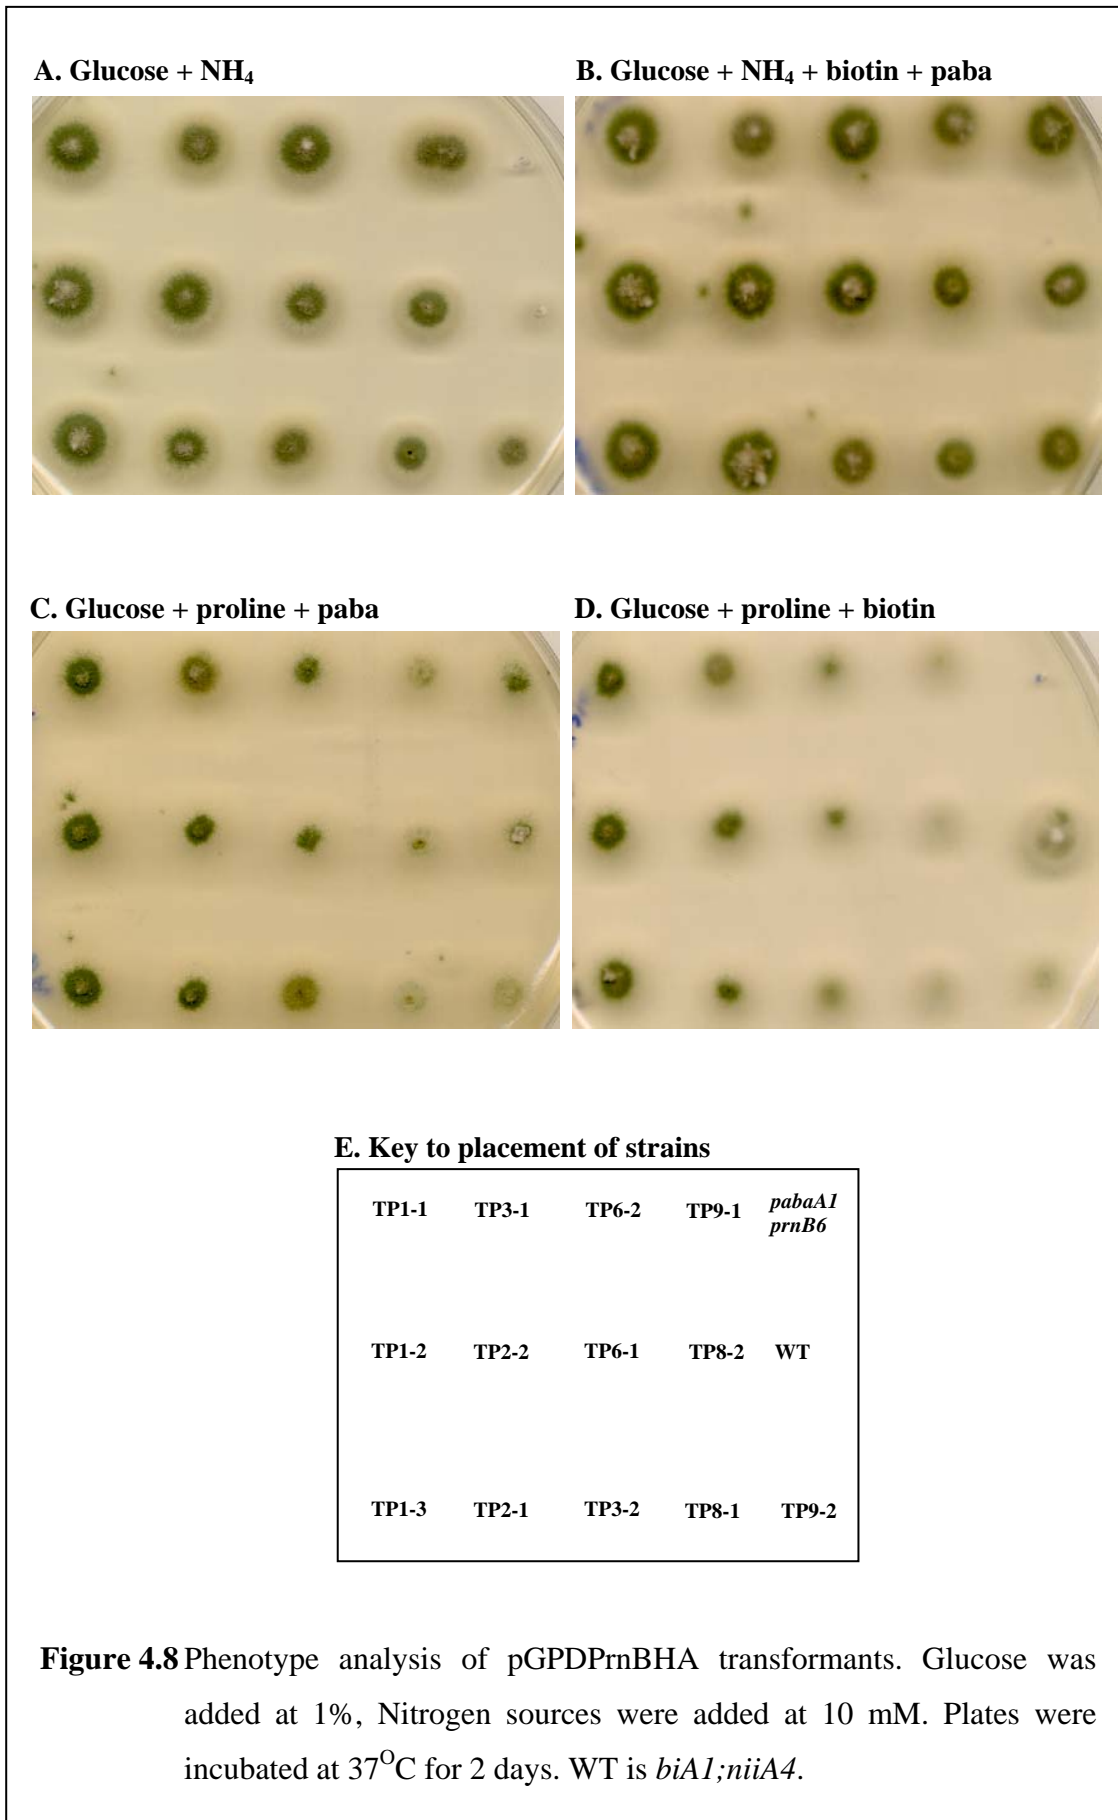 A. Glucose + NH₄
B. Glucose + NH₄ + biotin + paba
C. Glucose + proline + paba
D. Glucose + proline + biotin
E. Key to placement of strains
TP1-1 TP3-1 TP6-2 TP9-1 pabaA1
prnB6
TP1-2 TP2-2 TP6-1 TP8-2 WT
TP1-3 TP2-1 TP3-2 TP8-1 TP9-2
Figure 4.8 Phenotype analysis of pGPDPrnBHA transformants. Glucose was
added at 1%, Nitrogen sources were added at 10 mM. Plates were
incubated at 37ᴼC for 2 days. WT is biA1;niiA4.